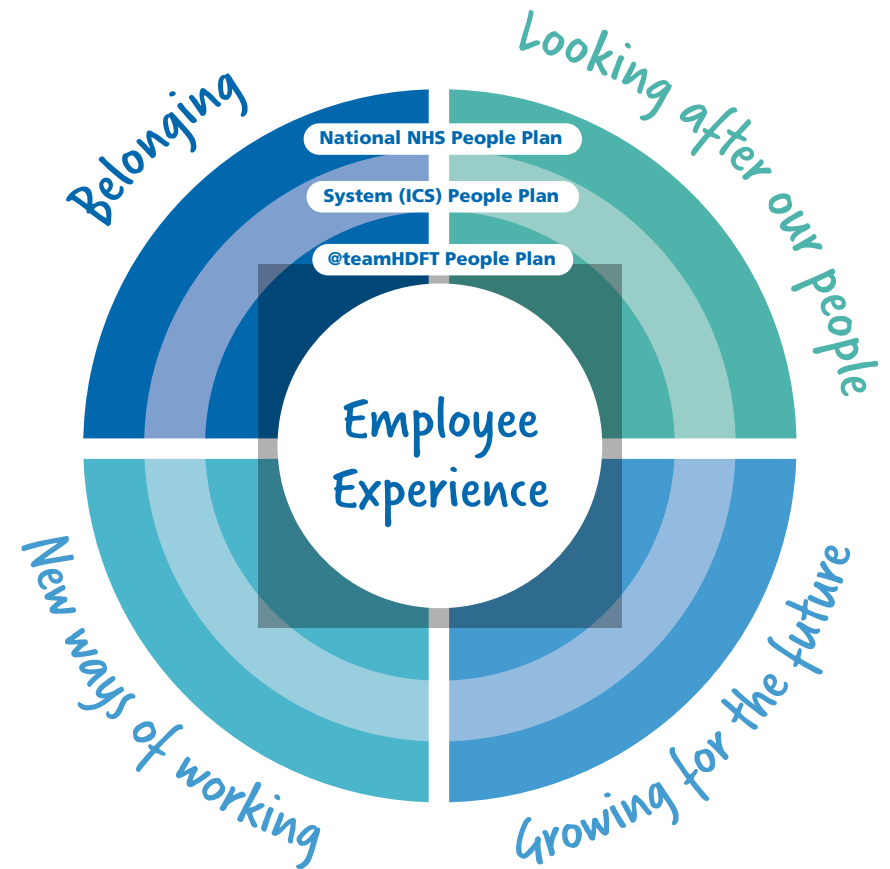 Belonging
Looking after our people
National NHS People Plan
System (ICS) People Plan
@teamHDFT People Plan
Employee
Experience
New ways of working
Growing for the future